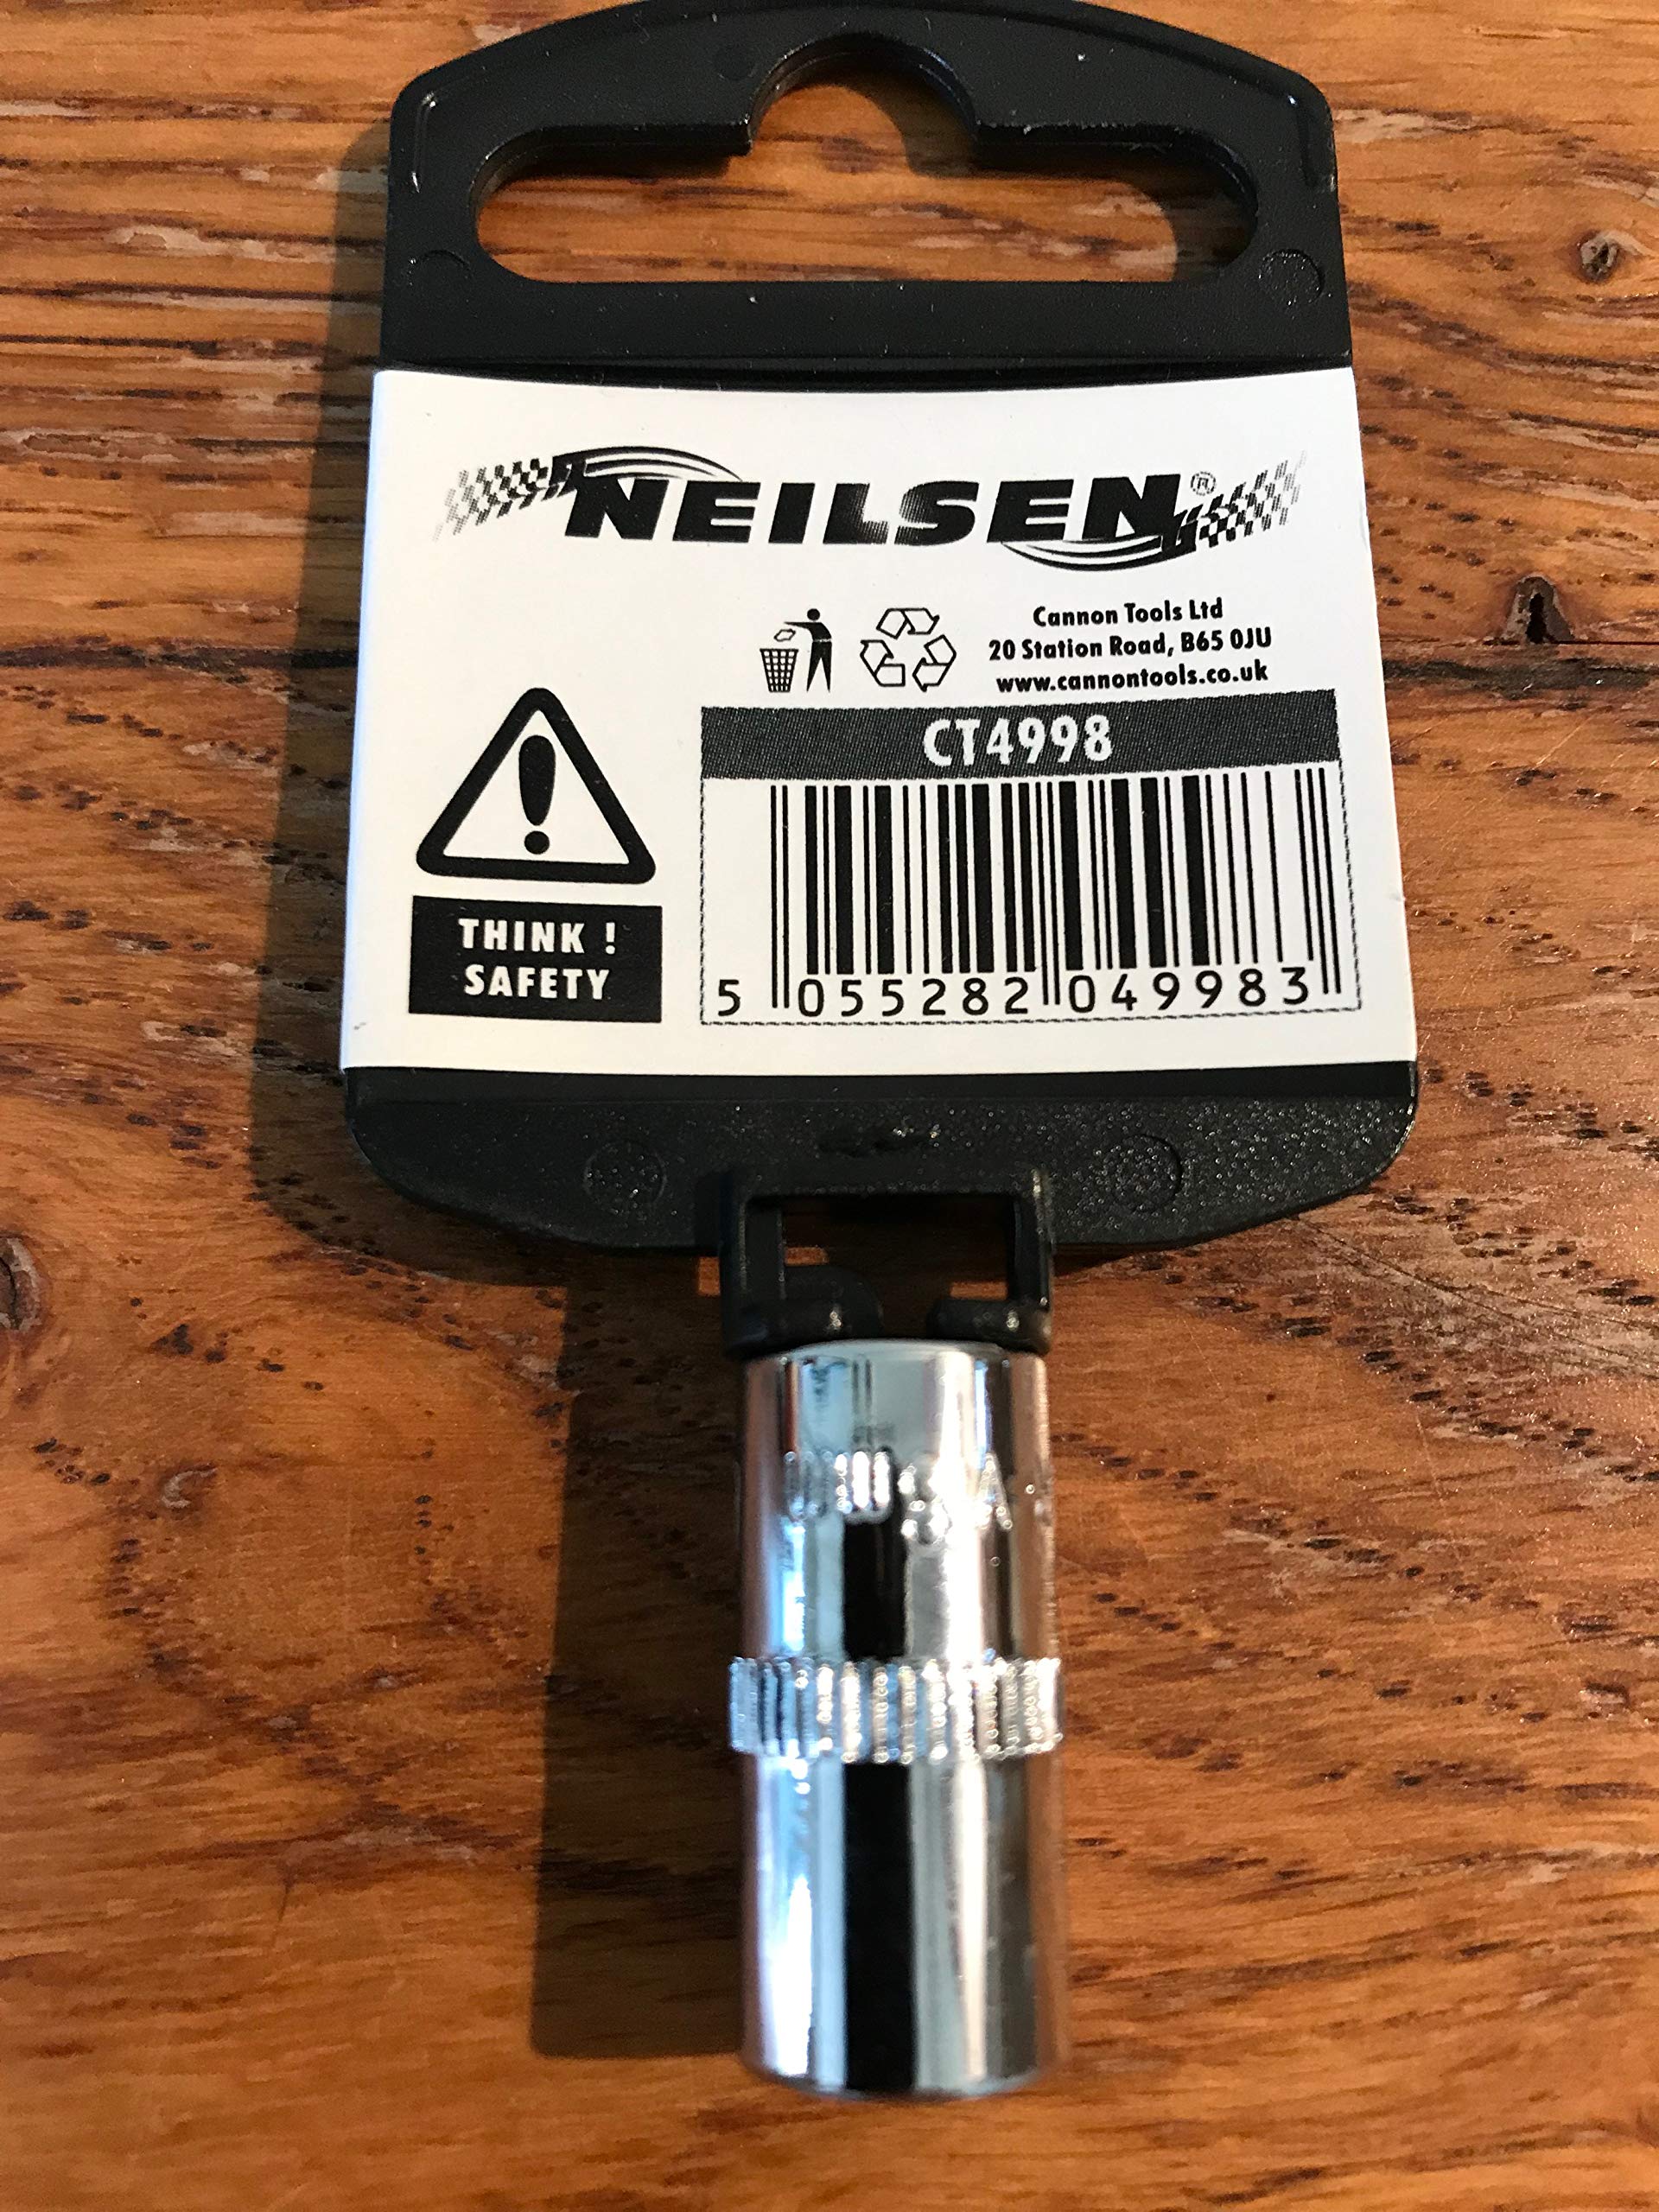 NEILSEN®
Cannon Tools Ltd
20 Station Road, B65 0JU
www.cannontools.co.uk
CT4998
THINK !
SAFETY
5 055282 049983